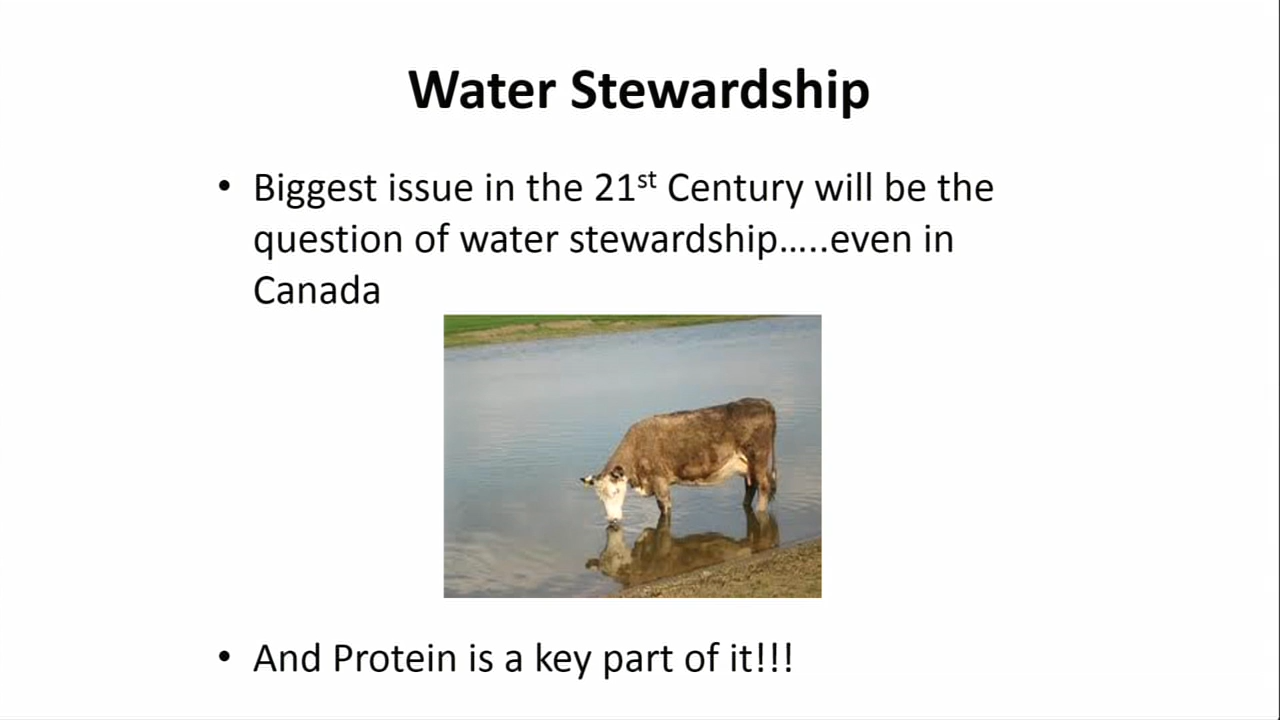 Water Stewardship
• Biggest issue in the 21st Century will be the
question of water stewardship…..even in
Canada
• And Protein is a key part of it!!!